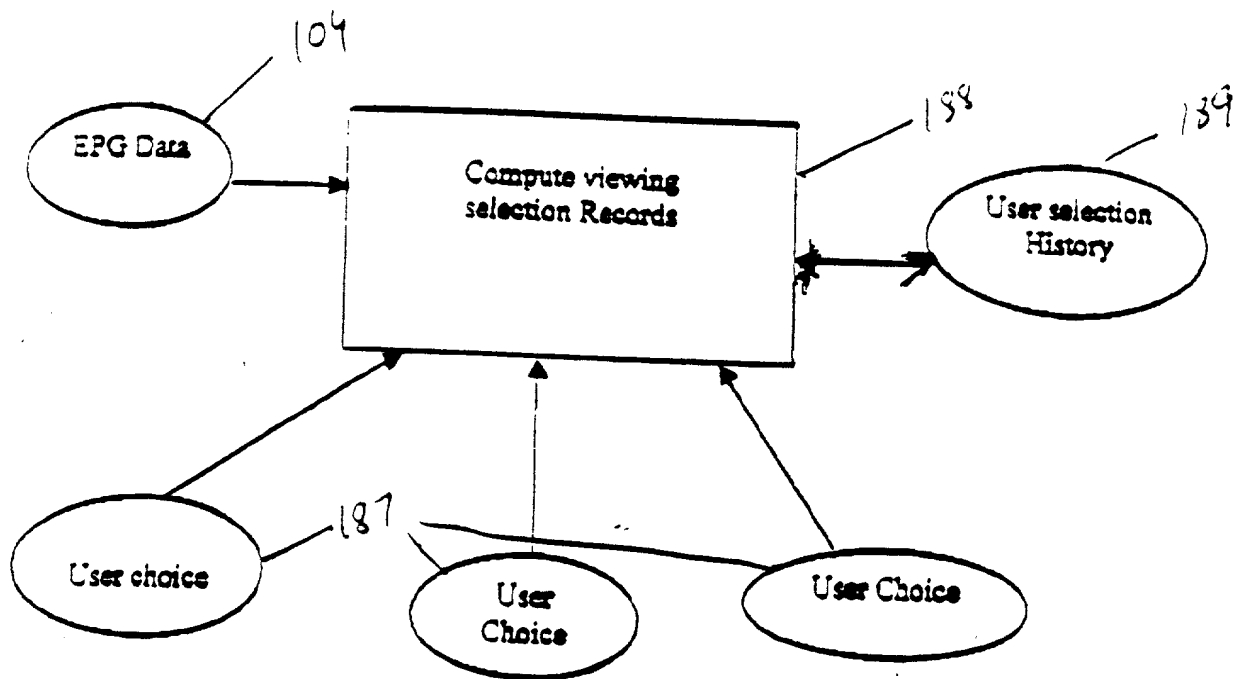 104
EPG Data
188
189
Compute viewing
selection Records
User selection
History
187
User choice
User
Choice
User Choice